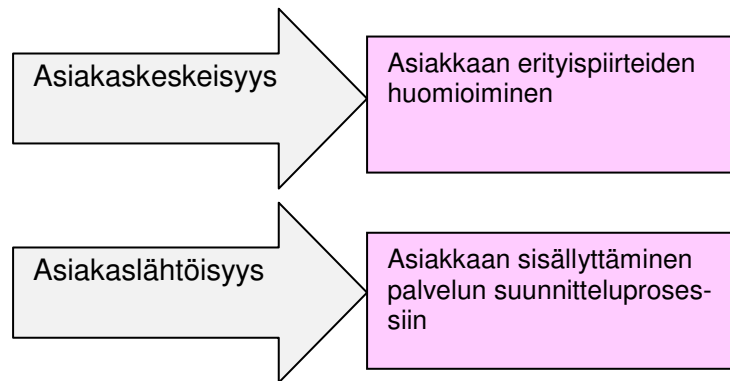 Asiakaskeskeisyys
Asiakkaan erityispiirteiden
huomioiminen
Asiakaslähtöisyys
Asiakkaan sisällyttäminen
palvelun suunnitteluproses-
siin